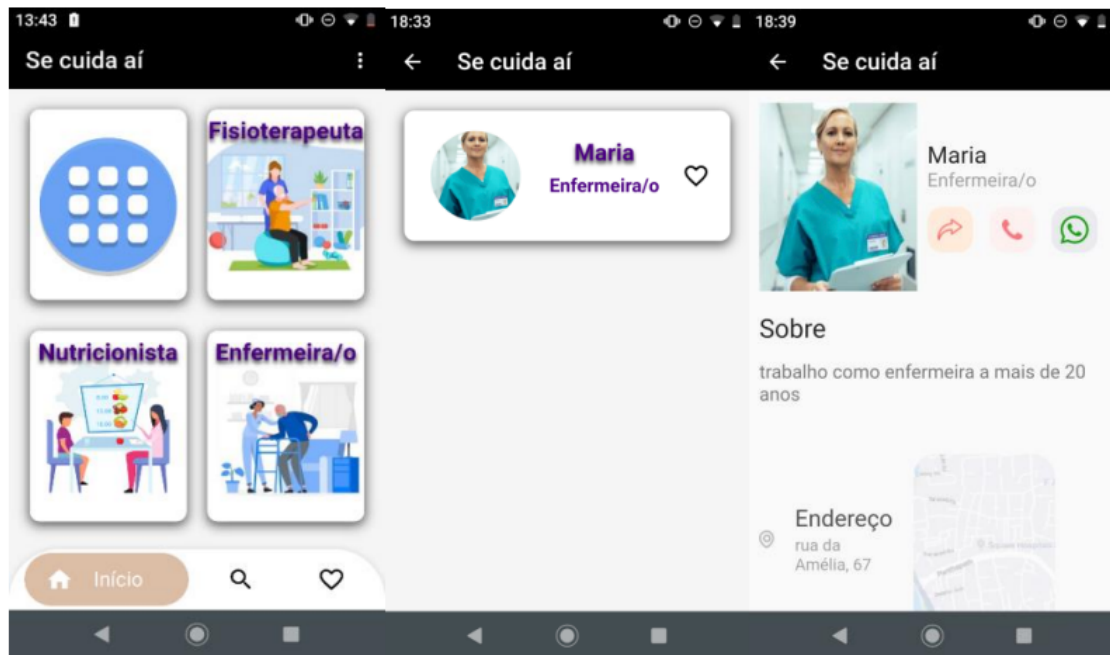 13:43
Se cuida aí
Fisioterapeuta
Nutricionista
Enfermeira/o
Início
18:33
Se cuida aí
Maria
Enfermeira/o
18:39
Se cuida aí
Maria
Enfermeira/o
Sobre
trabalho como enfermeira a mais de 20
anos
Endereço
rua da
Amélia, 67